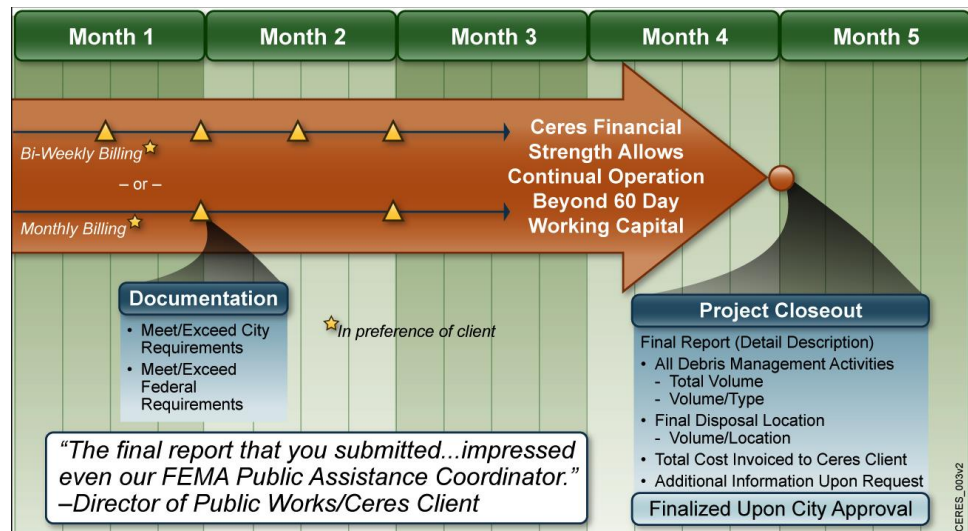 Month 1
Month 2
Month 3
Month 4
Month 5
Bi-Weekly Billing
– or –
Monthly Billing
Ceres Financial
Strength Allows
Continual Operation
Beyond 60 Day
Working Capital
Documentation
• Meet/Exceed City
Requirements
• Meet/Exceed
Federal
Requirements
In preference of client
Project Closeout
Final Report (Detail Description)
• All Debris Management Activities
- Total Volume
- Volume/Type
• Final Disposal Location
- Volume/Location
• Total Cost Invoiced to Ceres Client
• Additional Information Upon Request
Finalized Upon City Approval
“The final report that you submitted...impressed
even our FEMA Public Assistance Coordinator.”
–Director of Public Works/Ceres Client
CERES_003v2